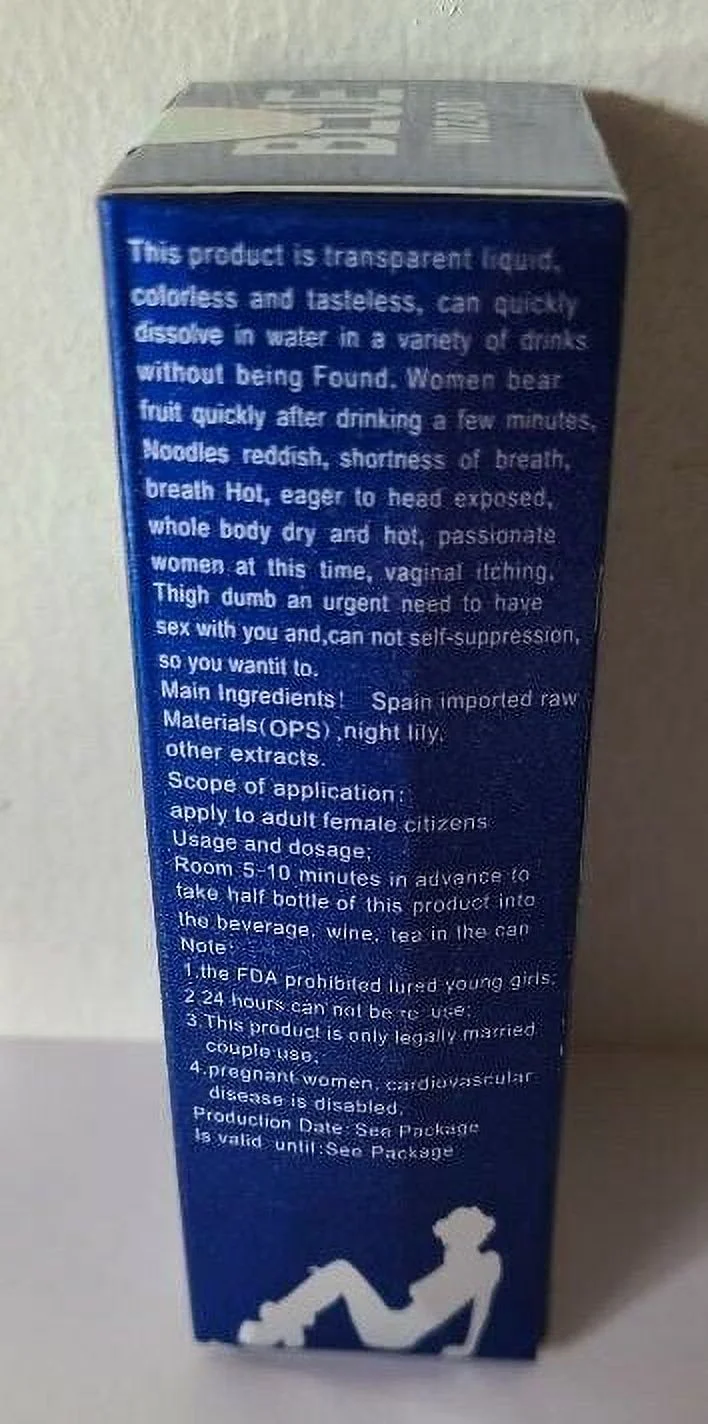 BLUE
This product is transparent liquid,
colorless and tasteless, can quickly
dissolve in water in a variety of drinks
without being Found. Women bear
fruit quickly after drinking a few minutes,
Noodles reddish, shortness of breath,
breath Hot, eager to head exposed,
whole body dry and hot, passionate
women at this time, vaginal itching.
Thigh dumb an urgent need to have
sex with you and,can not self-suppression,
so you wantit to.
Main Ingredients! Spain imported raw
Materials(OPS) ,night lily,
other extracts.
Scope of application:
apply to adult female citizens
Usage and dosage:
Room 5-10 minutes in advance to
take half bottle of this product into
the beverage, wine, tea in the can
Note:
1.the FDA prohibited lured young girls;
2.24 hours can not be re use;
3.This product is only legally married
couple use;
4.pregnant women, cardiovascular
disease is disabled.
Production Date: See Package
Is valid until:See Package